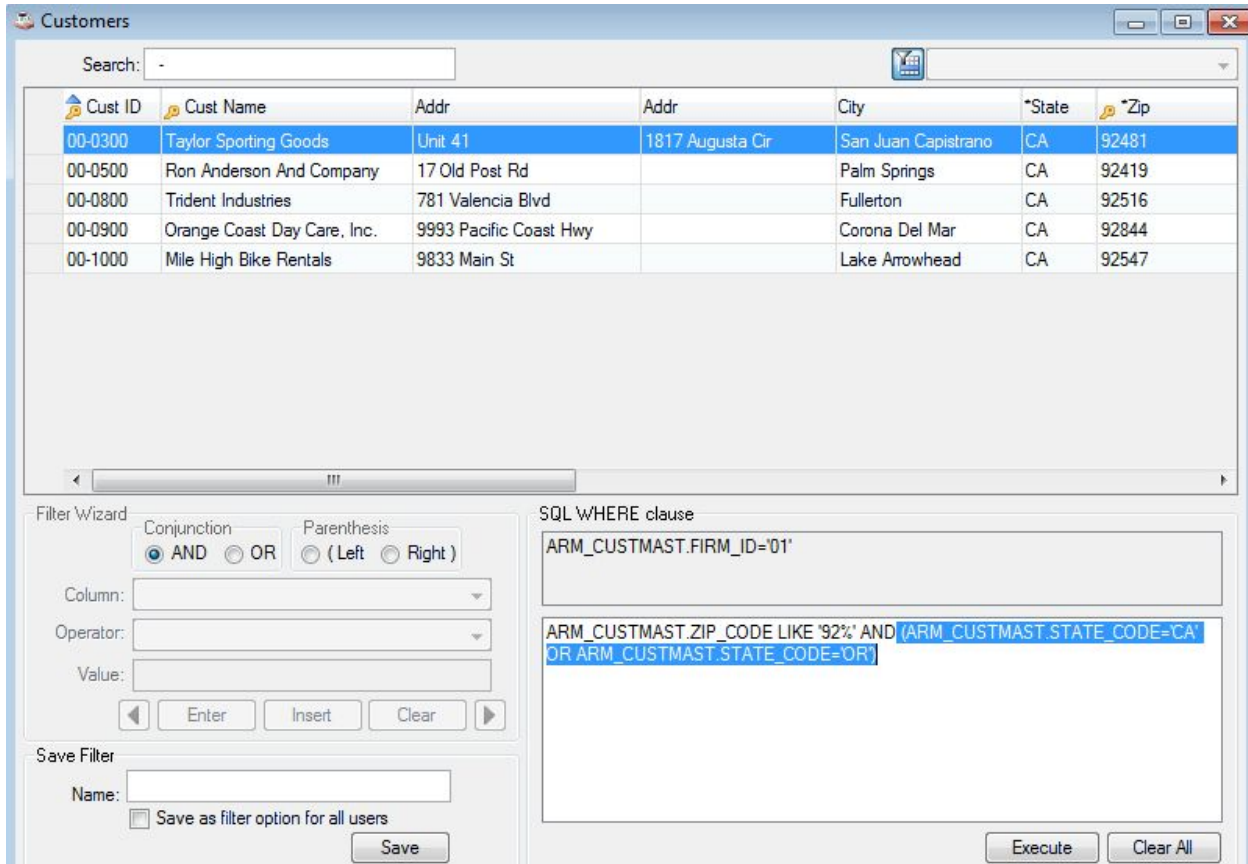 Customers
Search: -
Cust ID Cust Name Addr Addr City *State *Zip
00-0300 Taylor Sporting Goods Unit 41 1817 Augusta Cir San Juan Capistrano CA 92481
00-0500 Ron Anderson And Company 17 Old Post Rd Palm Springs CA 92419
00-0800 Trident Industries 781 Valencia Blvd Fullerton CA 92516
00-0900 Orange Coast Day Care, Inc. 9993 Pacific Coast Hwy Corona Del Mar CA 92844
00-1000 Mile High Bike Rentals 9833 Main St Lake Arrowhead CA 92547
Filter Wizard
Conjunction Parenthesis
AND OR ( Left Right )
Column:
Operator:
Value:
Enter Insert Clear
Save Filter
Name:
Save as filter option for all users
Save
SQL WHERE clause
ARM_CUSTMAST.FIRM_ID='01'
ARM_CUSTMAST.ZIP_CODE LIKE '92%' AND (ARM_CUSTMAST.STATE_CODE='CA'
OR ARM_CUSTMAST.STATE_CODE='OR')
Execute Clear All